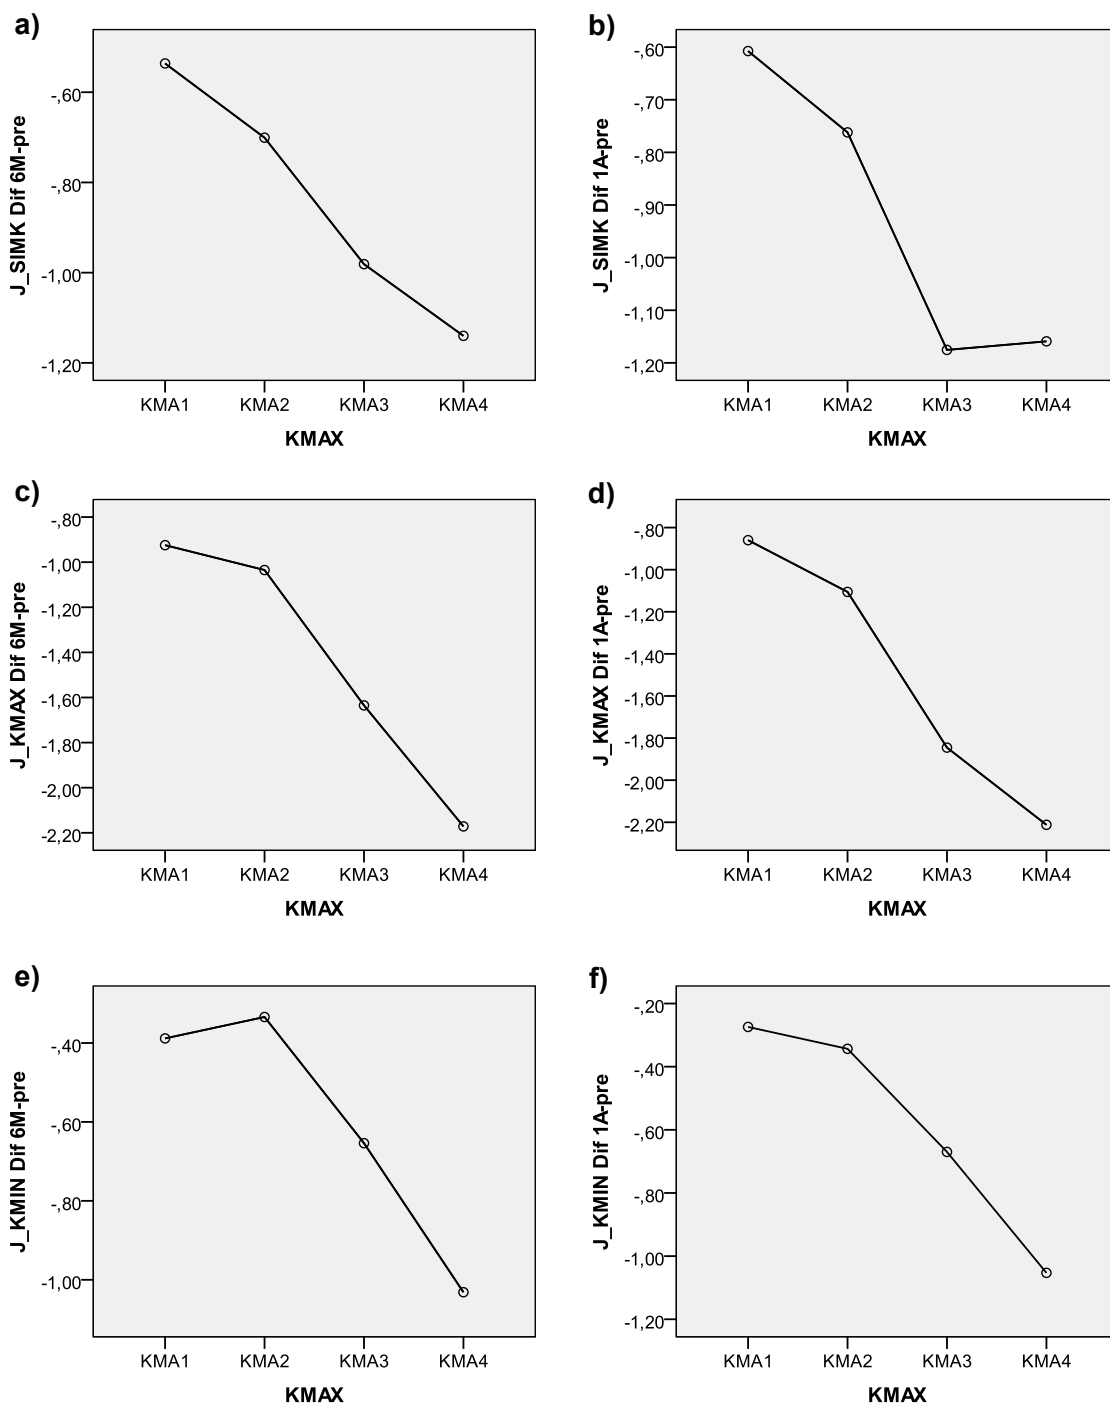 a)
J_SIMK Dif 6M-pre
-,60
-,80
-1,00
-1,20
KMA1 KMA2 KMA3 KMA4
KMAX
b)
J_SIMK Dif 1A-pre
-,60
-,70
-,80
-,90
-1,00
-1,10
-1,20
KMA1 KMA2 KMA3 KMA4
KMAX
c)
J_KMAX Dif 6M-pre
-,80
-1,00
-1,20
-1,40
-1,60
-1,80
-2,00
-2,20
KMA1 KMA2 KMA3 KMA4
KMAX
d)
J_KMAX Dif 1A-pre
-,80
-1,00
-1,20
-1,40
-1,60
-1,80
-2,00
-2,20
KMA1 KMA2 KMA3 KMA4
KMAX
e)
J_KMIN Dif 6M-pre
-,40
-,60
-,80
-1,00
KMA1 KMA2 KMA3 KMA4
KMAX
f)
J_KMIN Dif 1A-pre
-,20
-,40
-,60
-,80
-1,00
-1,20
KMA1 KMA2 KMA3 KMA4
KMAX